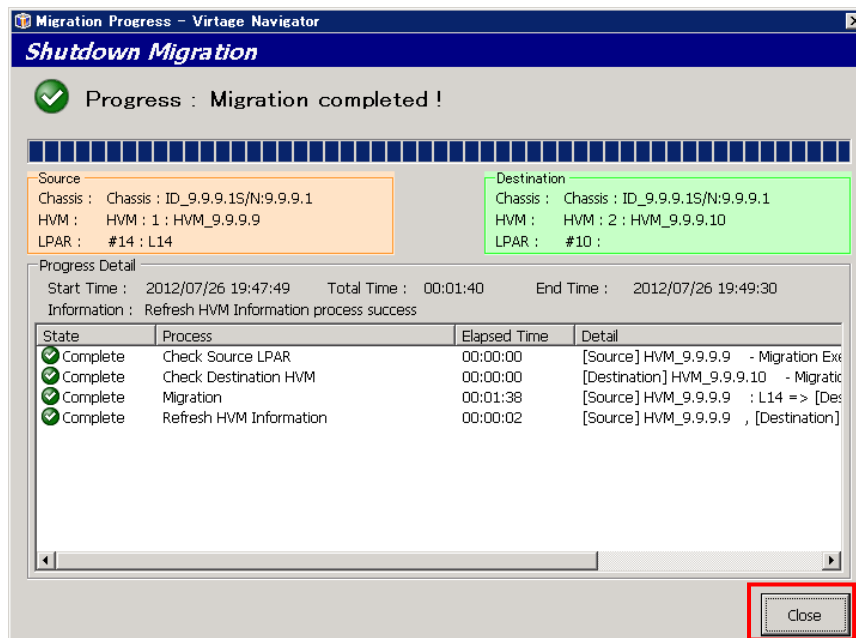 Migration Progress - Virtage Navigator
Shutdown Migration
Progress : Migration completed !
Source
Chassis : Chassis : ID_9.9.9.1S/N:9.9.9.1
HVM : HVM : 1 : HVM_9.9.9.9
LPAR : #14 : L14
Destination
Chassis : Chassis : ID_9.9.9.1S/N:9.9.9.1
HVM : HVM : 2 : HVM_9.9.9.10
LPAR : #10 :
Progress Detail
Start Time : 2012/07/26 19:47:49 Total Time : 00:01:40 End Time : 2012/07/26 19:49:30
Information : Refresh HVM Information process success
State Process Elapsed Time Detail
Complete Check Source LPAR 00:00:00 [Source] HVM_9.9.9.9 - Migration Exe
Complete Check Destination HVM 00:00:00 [Destination] HVM_9.9.9.10 - Migratic
Complete Migration 00:01:38 [Source] HVM_9.9.9.9 : L14 => [Des
Complete Refresh HVM Information 00:00:02 [Source] HVM_9.9.9.9 , [Destination]
Close